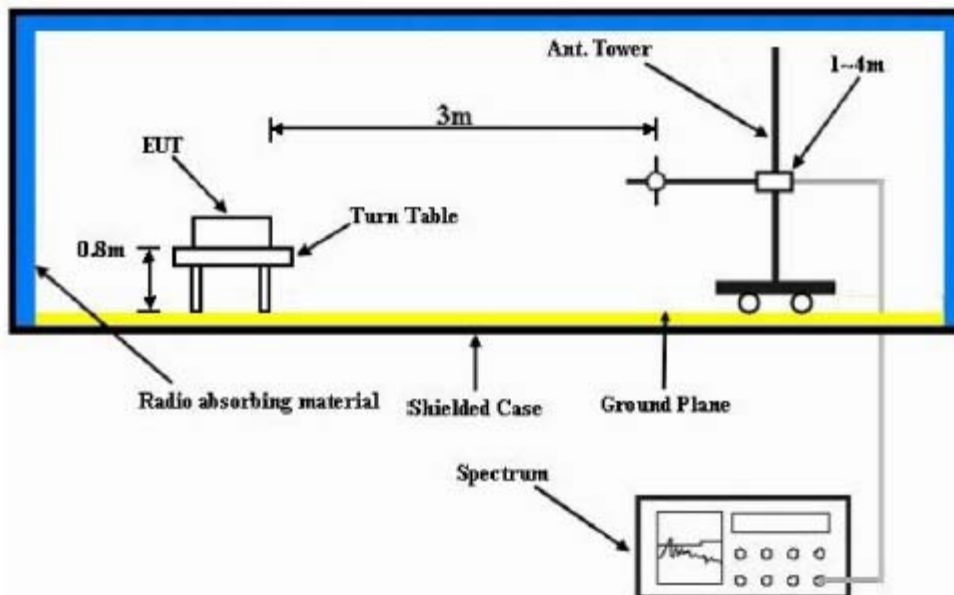 Ant. Tower
1~4m
3m
EUT
Turn Table
0.8m
Radio absorbing material
Shielded Case
Ground Plane
Spectrum